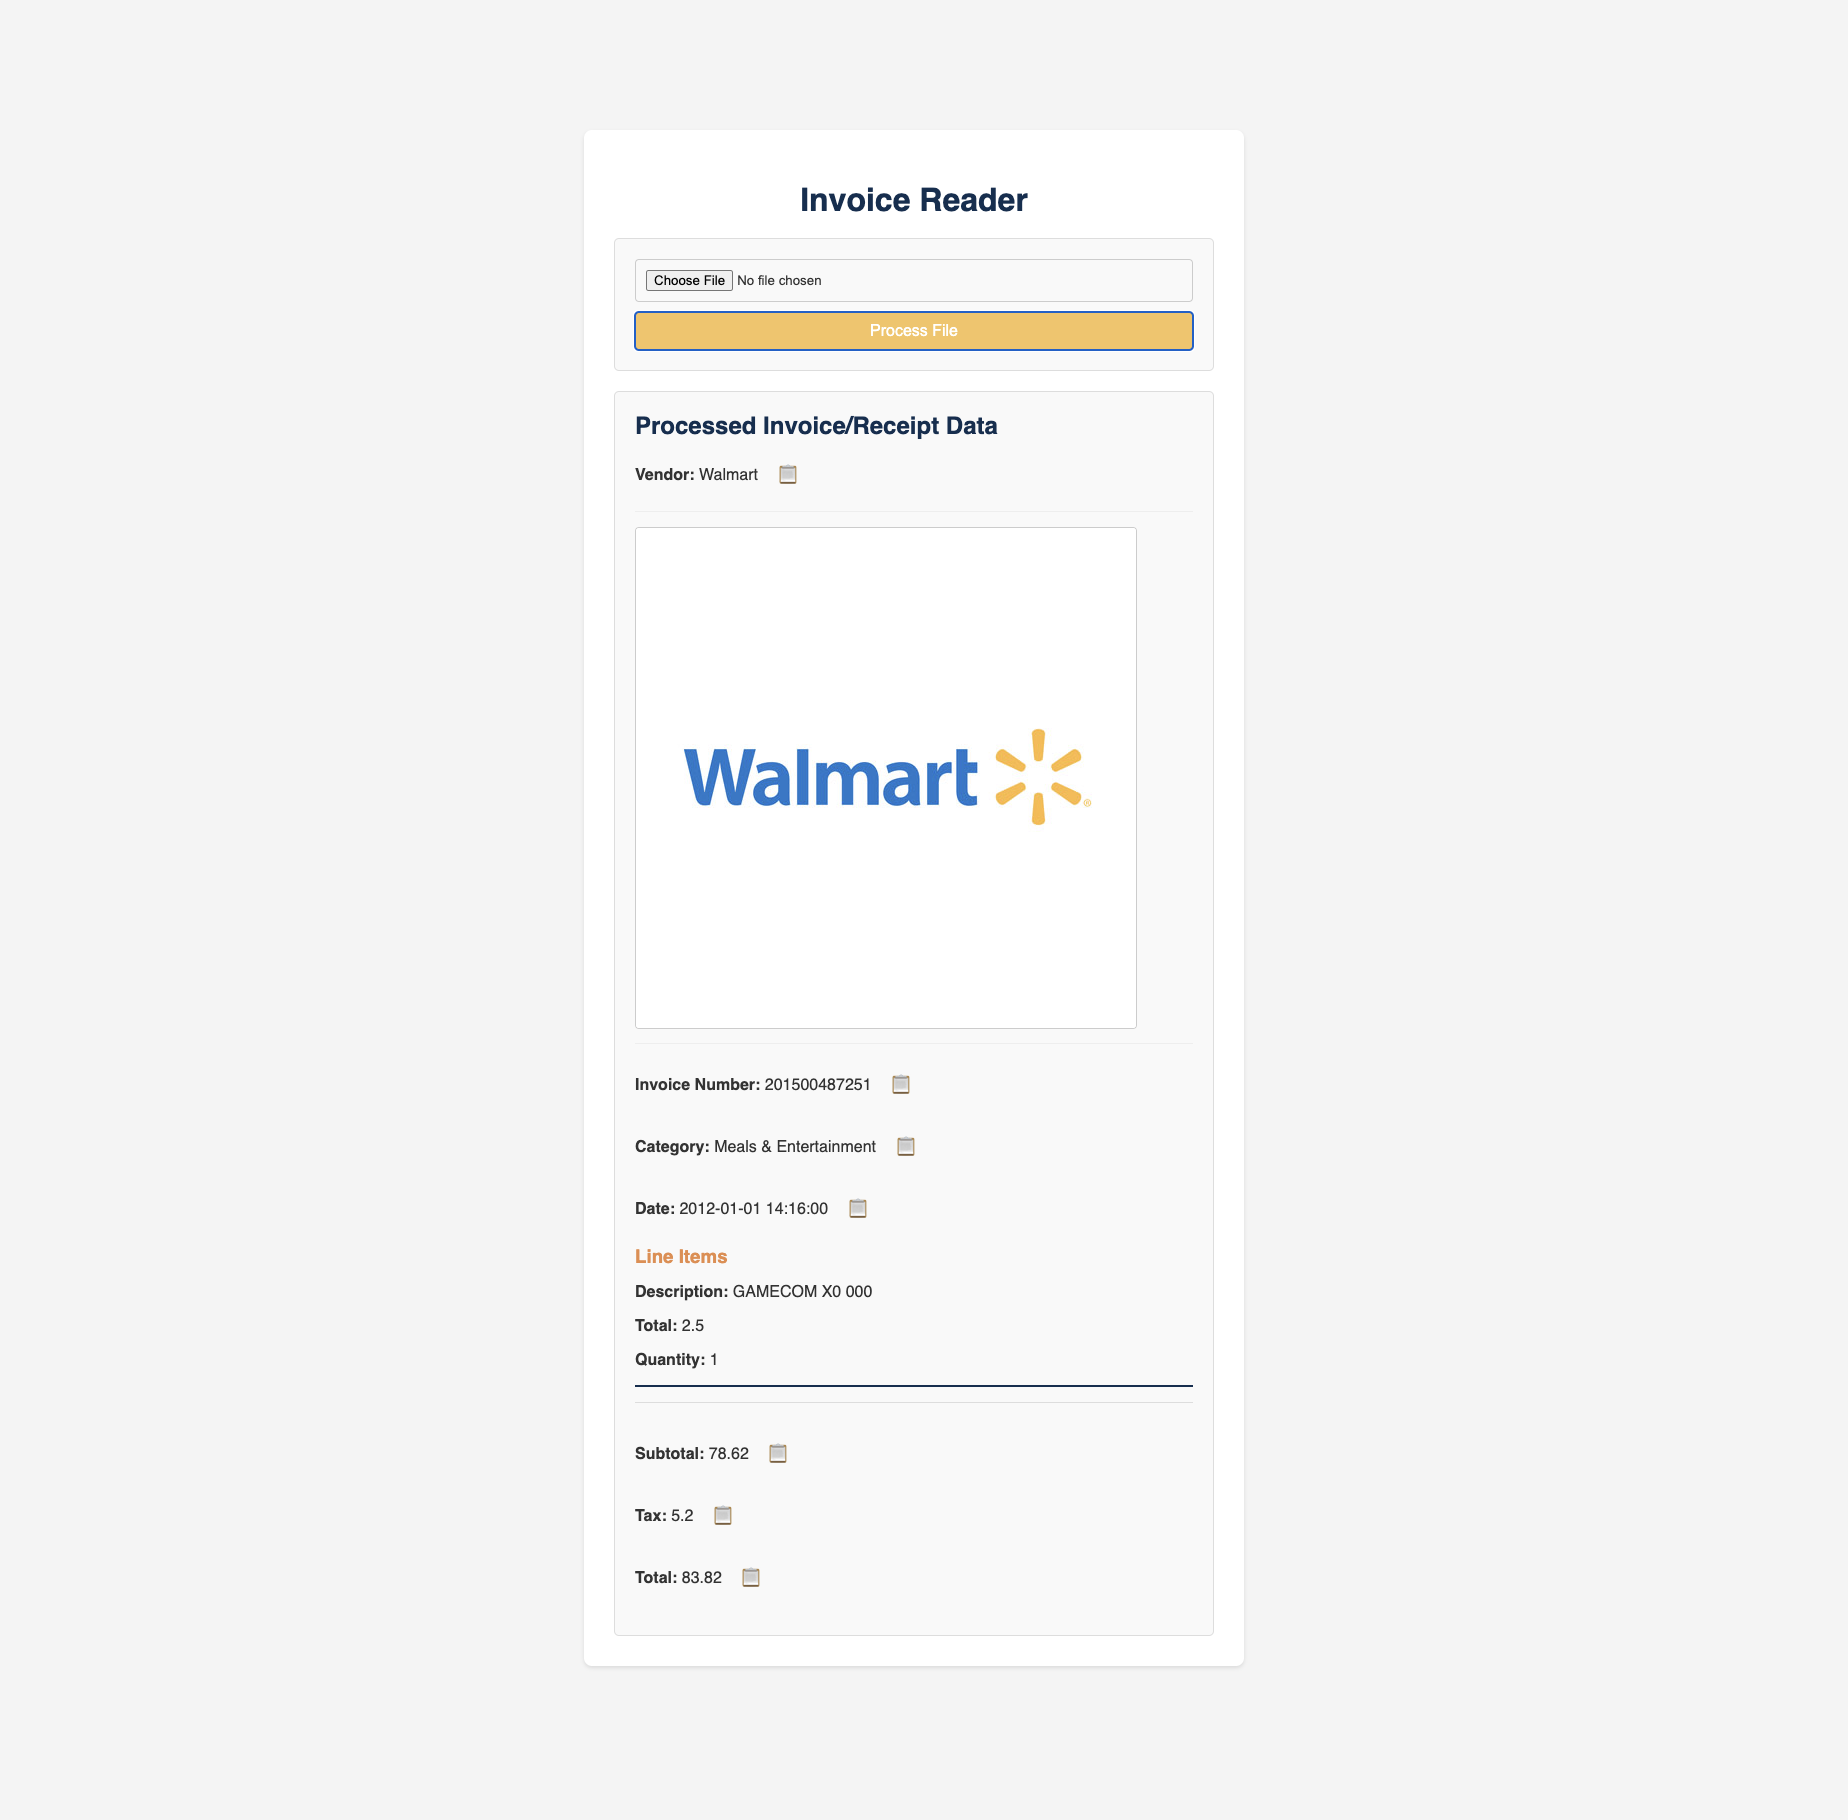 Invoice Reader
Choose File No file chosen
Process File
Processed Invoice/Receipt Data
Vendor: Walmart
Walmart ®
Invoice Number: 201500487251
Category: Meals & Entertainment
Date: 2012-01-01 14:16:00
Line Items
Description: GAMECOM X0 000
Total: 2.5
Quantity: 1
Subtotal: 78.62
Tax: 5.2
Total: 83.82